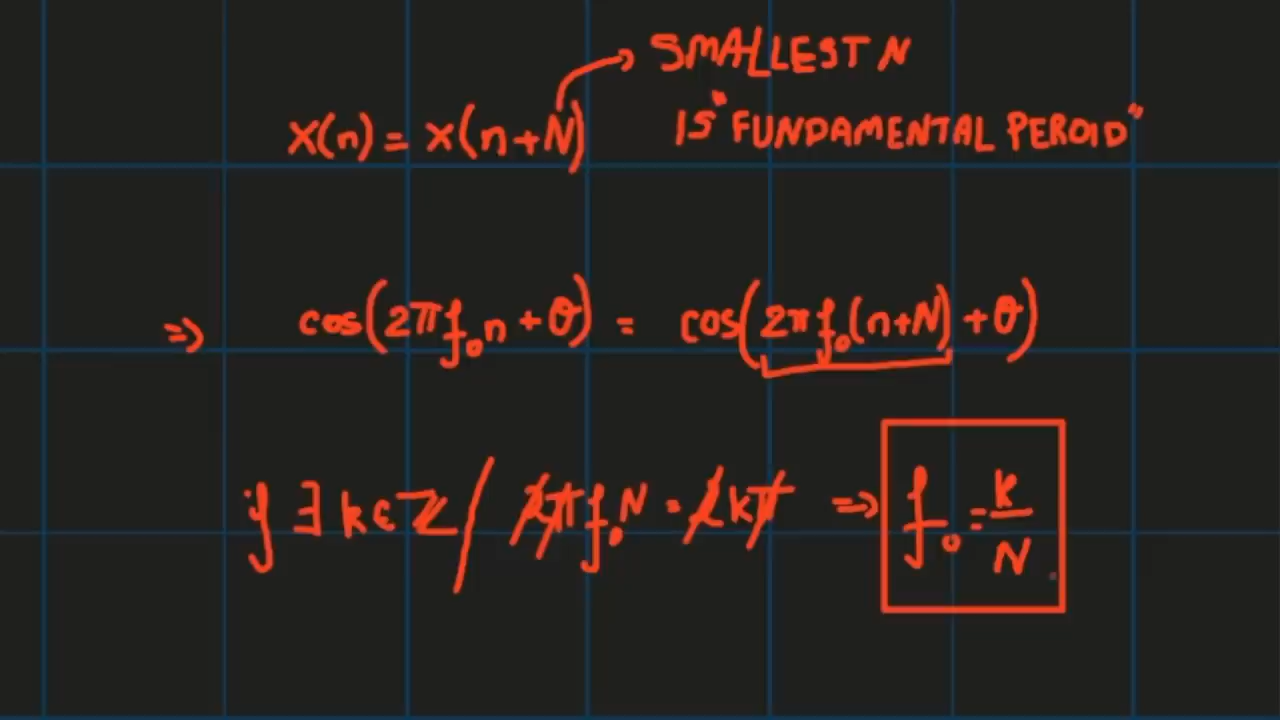 SMALLEST N
x(n) = x(n+N) IS "FUNDAMENTAL PEROID"
=> cos(2πf₀n + θ) = cos(2πf₀(n+N) + θ)
if ∃ k ∈ ℤ / 2πf₀N = 2kπ => f₀ = k/N